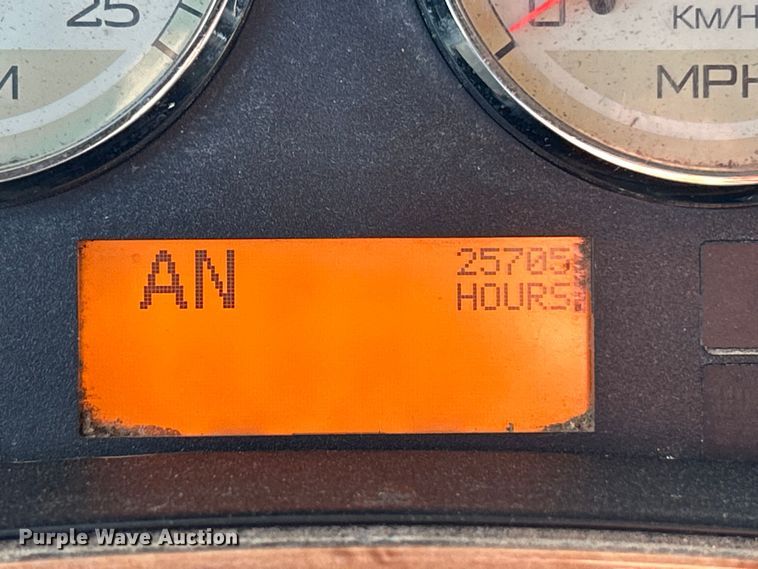 25
KM/H
M
MPH
AN
25705
HOURS
Purple Wave Auction